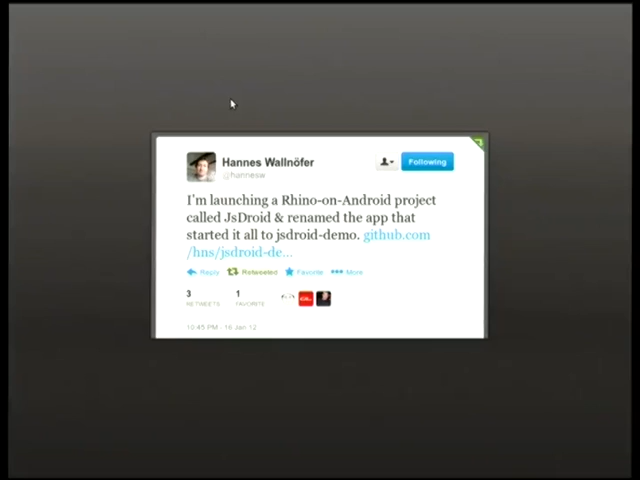 Hannes Wallnöfer
@hannesw
Following
I'm launching a Rhino-on-Android project
called JsDroid & renamed the app that
started it all to jsdroid-demo. github.com
/hns/jsdroid-de...
Reply Retweeted Favorite More
3 1
RETWEETS FAVORITE
10:45 PM - 16 Jan 12